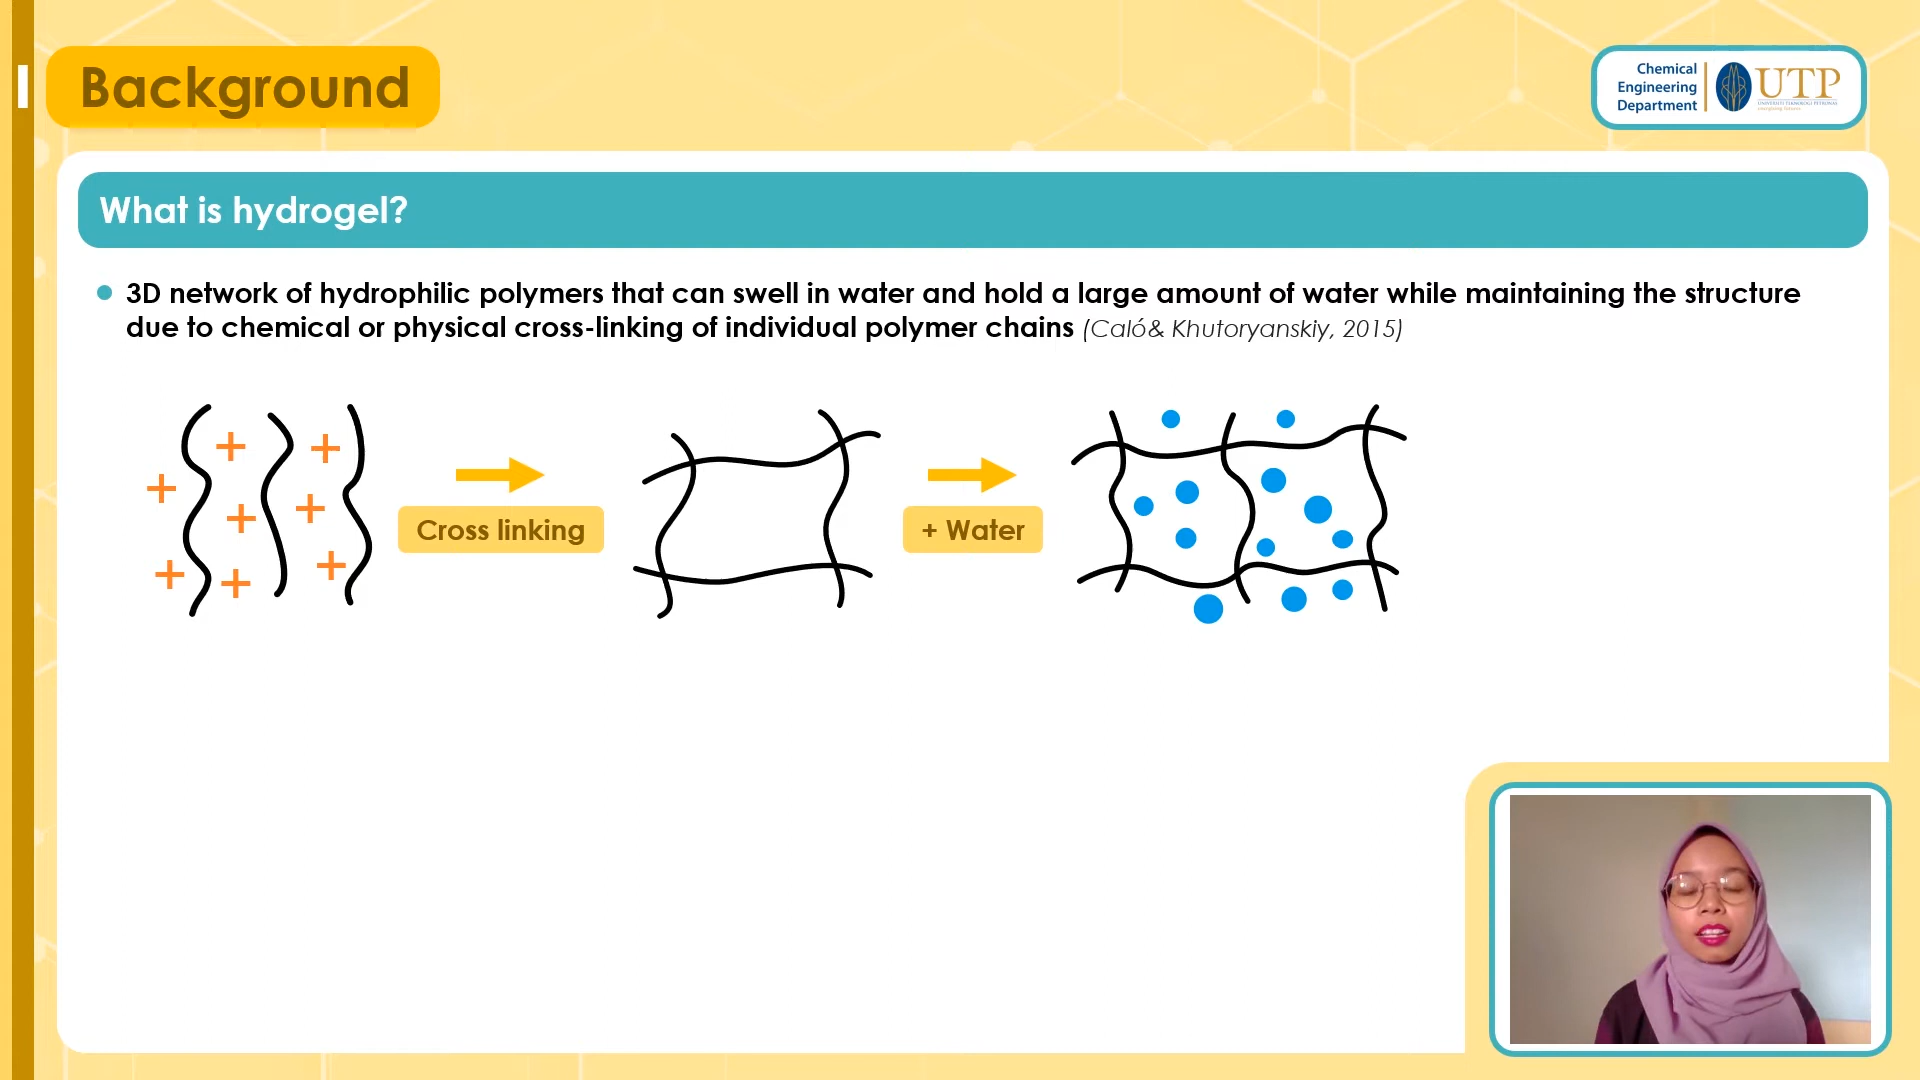 Background
Chemical
Engineering
Department
UTP
UNIVERSITI TEKNOLOGI PETRONAS
What is hydrogel?
3D network of hydrophilic polymers that can swell in water and hold a large amount of water while maintaining the structure
due to chemical or physical cross-linking of individual polymer chains (Caló& Khutoryanskiy, 2015)
Cross linking
+ Water